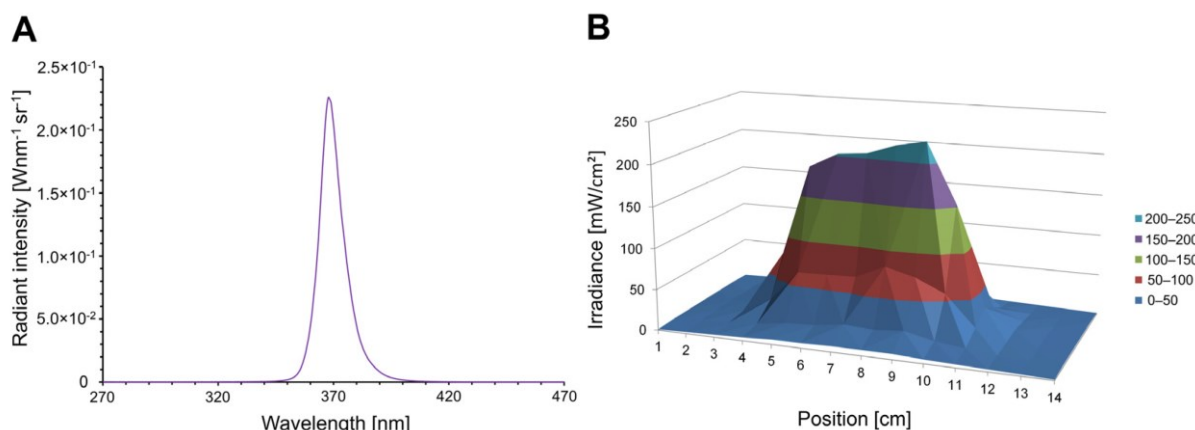 A
Radiant intensity [Wnm⁻¹ sr⁻¹]
2.5×10⁻¹
2.0×10⁻¹
1.5×10⁻¹
1.0×10⁻¹
5.0×10⁻²
0
270 320 370 420 470
Wavelength [nm]
B
Irradiance [mW/cm²]
250
200
150
100
50
0
1 2 3 4 5 6 7 8 9 10 11 12 13 14
Position [cm]
200–250
150–200
100–150
50–100
0–50